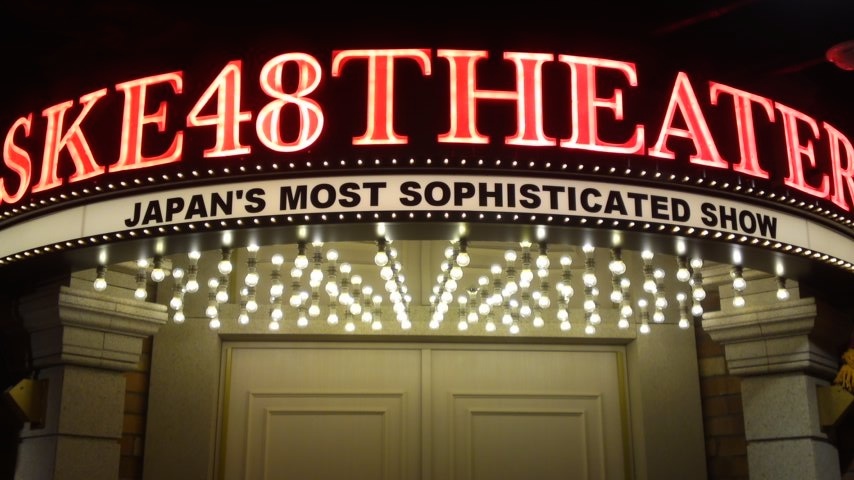 SKE48THEATER
JAPAN'S MOST SOPHISTICATED SHOW